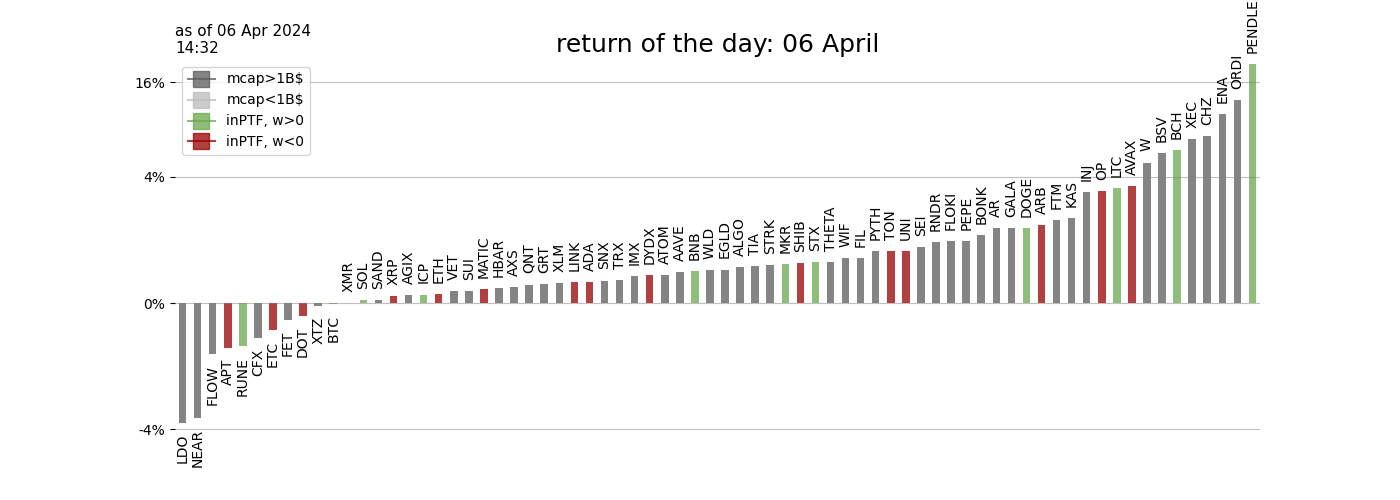 as of 06 Apr 2024
14:32
return of the day: 06 April
mcap>1B$
mcap<1B$
inPTF, w>0
inPTF, w<0
16%
4%
0%
-4%
LDO
NEAR
FLOW
APT
RUNE
CFX
ETC
FET
DOT
XTZ
BTC
XMR
SOL
SAND
XRP
AGIX
ICP
ETH
VET
SUI
MATIC
HBAR
AXS
QNT
GRT
XLM
LINK
ADA
SNX
TRX
IMX
DYDX
ATOM
AAVE
BNB
WLD
EGLD
ALGO
TIA
STRK
MKR
SHIB
STX
THETA
WIF
FIL
PYTH
TON
UNI
SEI
RNDR
FLOKI
PEPE
BONK
AR
GALA
DOGE
ARB
FTM
KAS
INJ
OP
LTC
AVAX
W
BSV
BCH
XEC
CHZ
ENA
ORDI
PENDLE